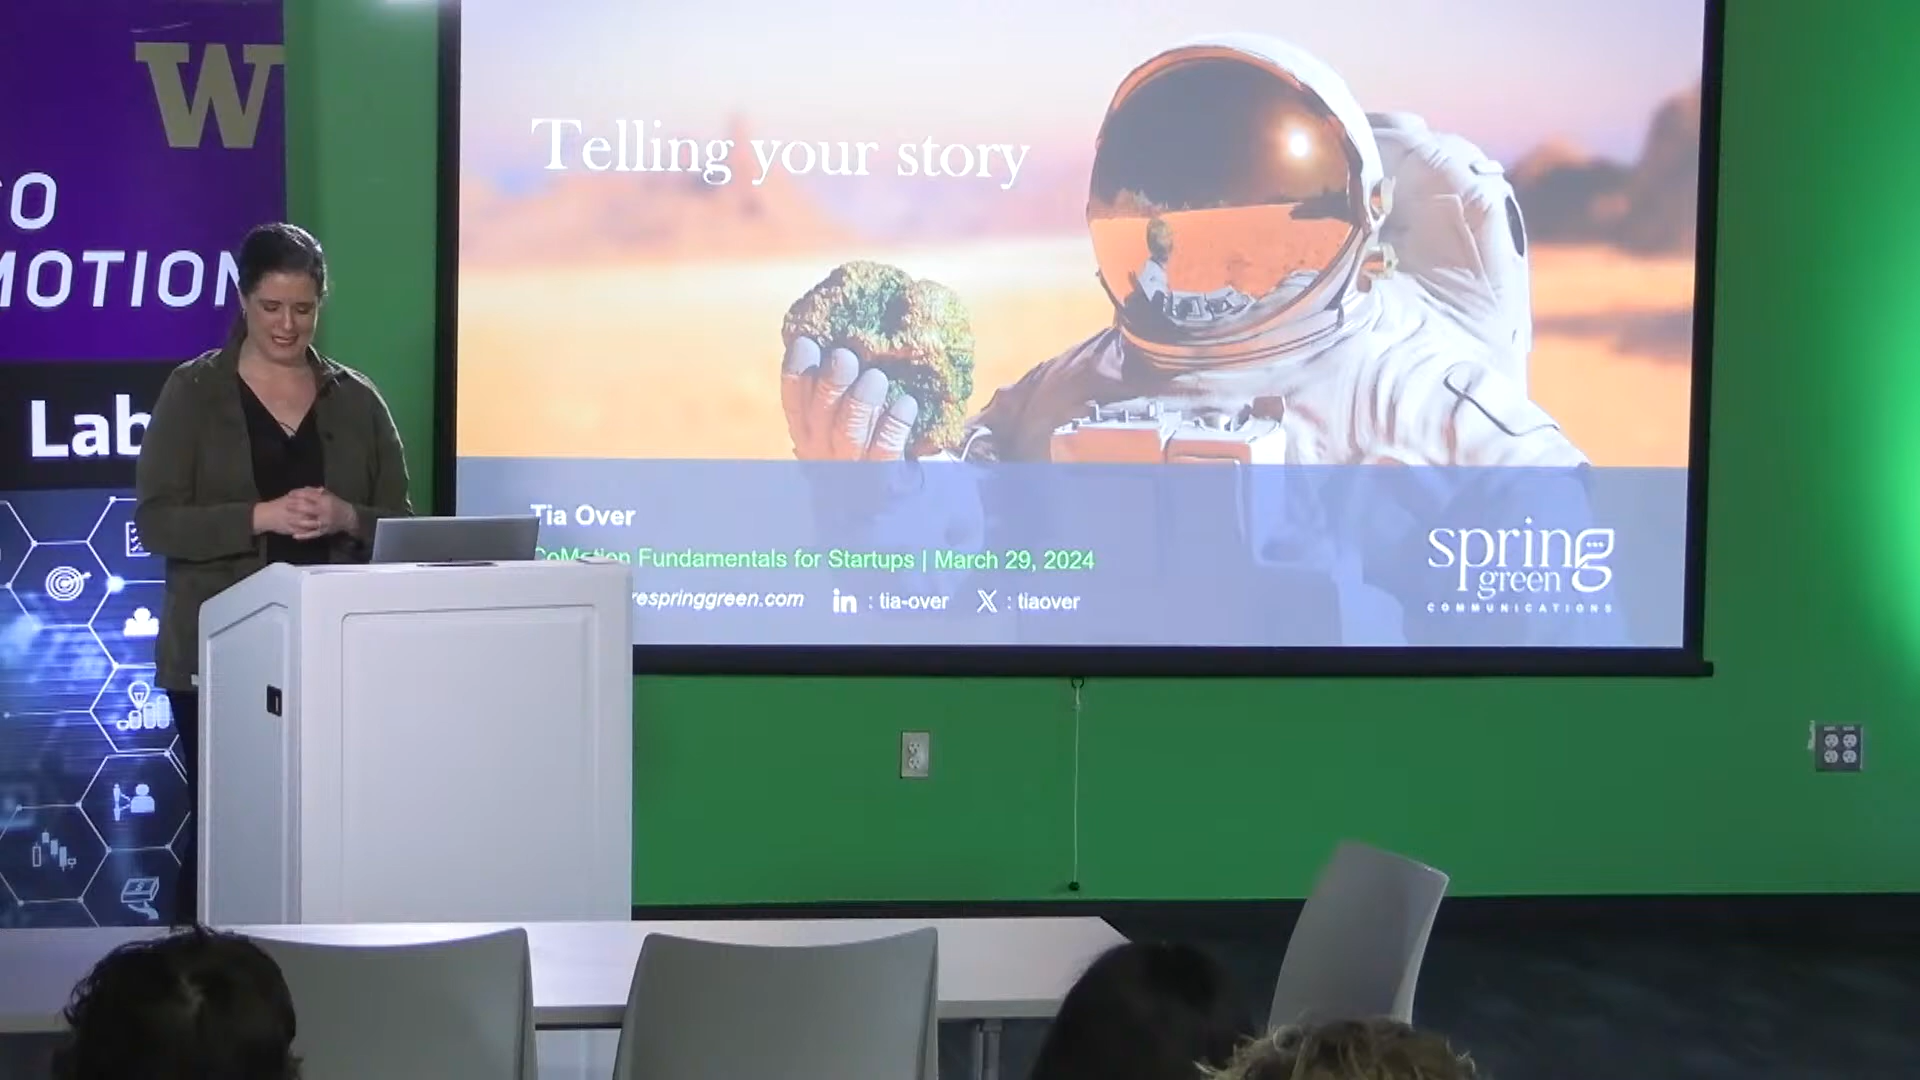 W
MOTION
Lab
Telling your story
Tia Over
CoMotion Fundamentals for Startups | March 29, 2024
in : tia-over X : tiaover
spring
green
COMMUNICATIONS